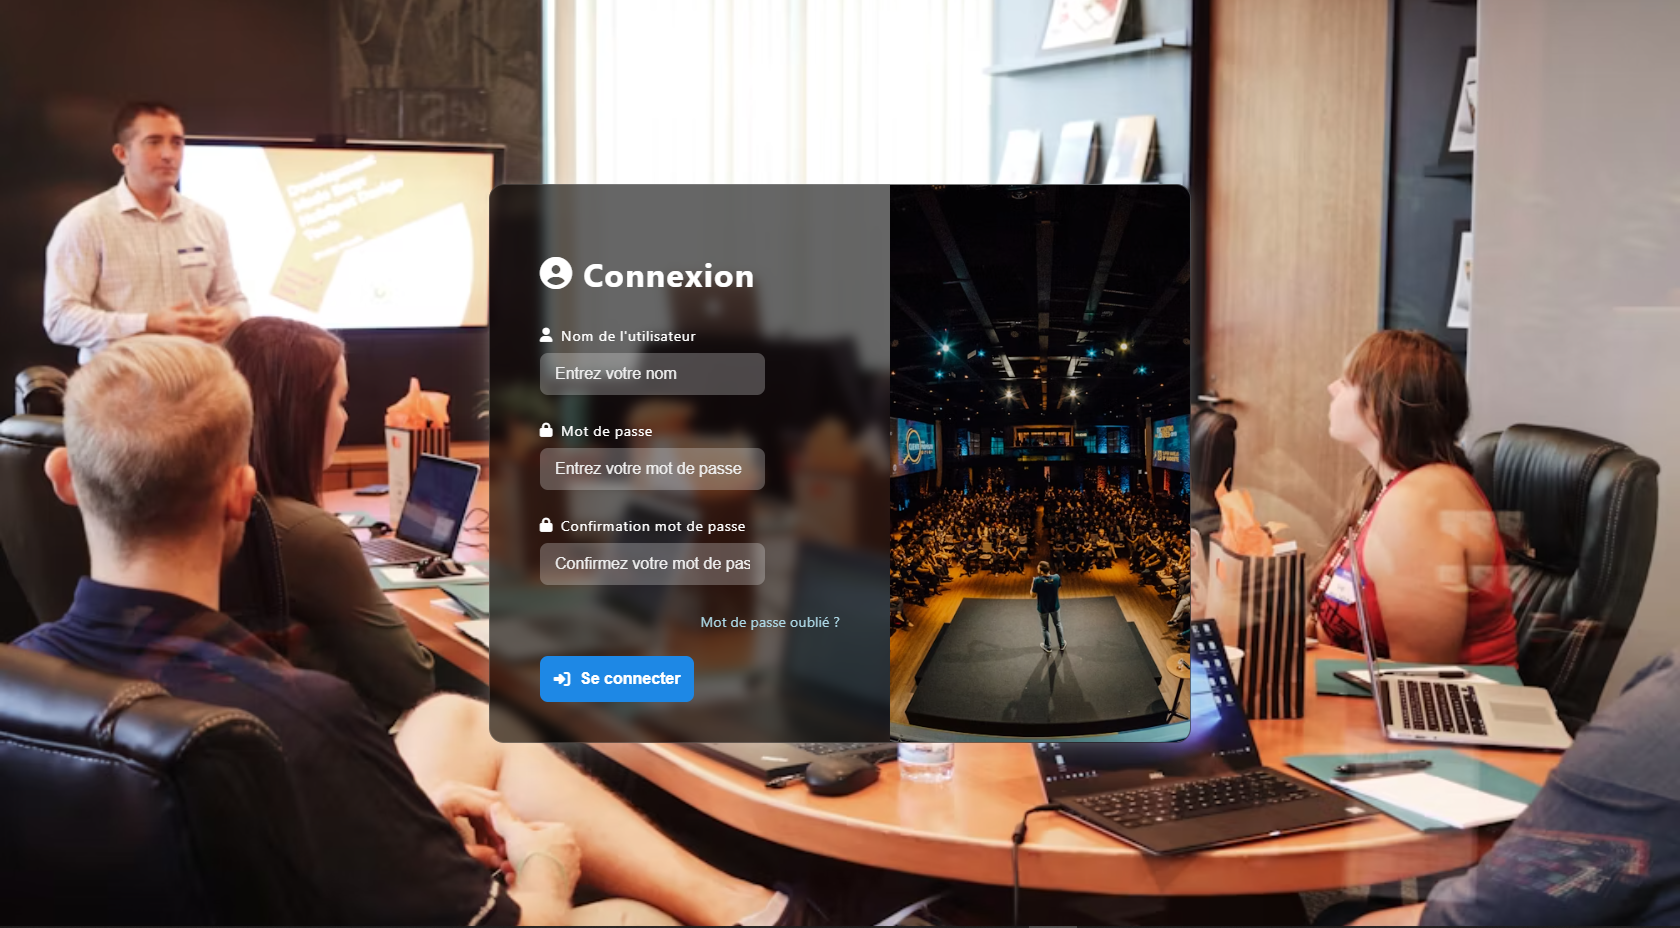 Connexion
Nom de l'utilisateur
Entrez votre nom
Mot de passe
Entrez votre mot de passe
Confirmation mot de passe
Confirmez votre mot de pas
Mot de passe oublié ?
Se connecter